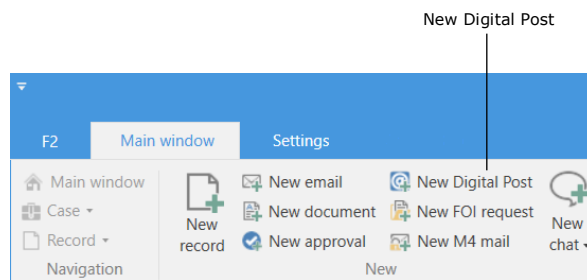 New Digital Post
F2 Main window Settings
Main window New email New Digital Post
Case New document New FOI request
Record New record New approval New M4 mail New chat
Navigation New